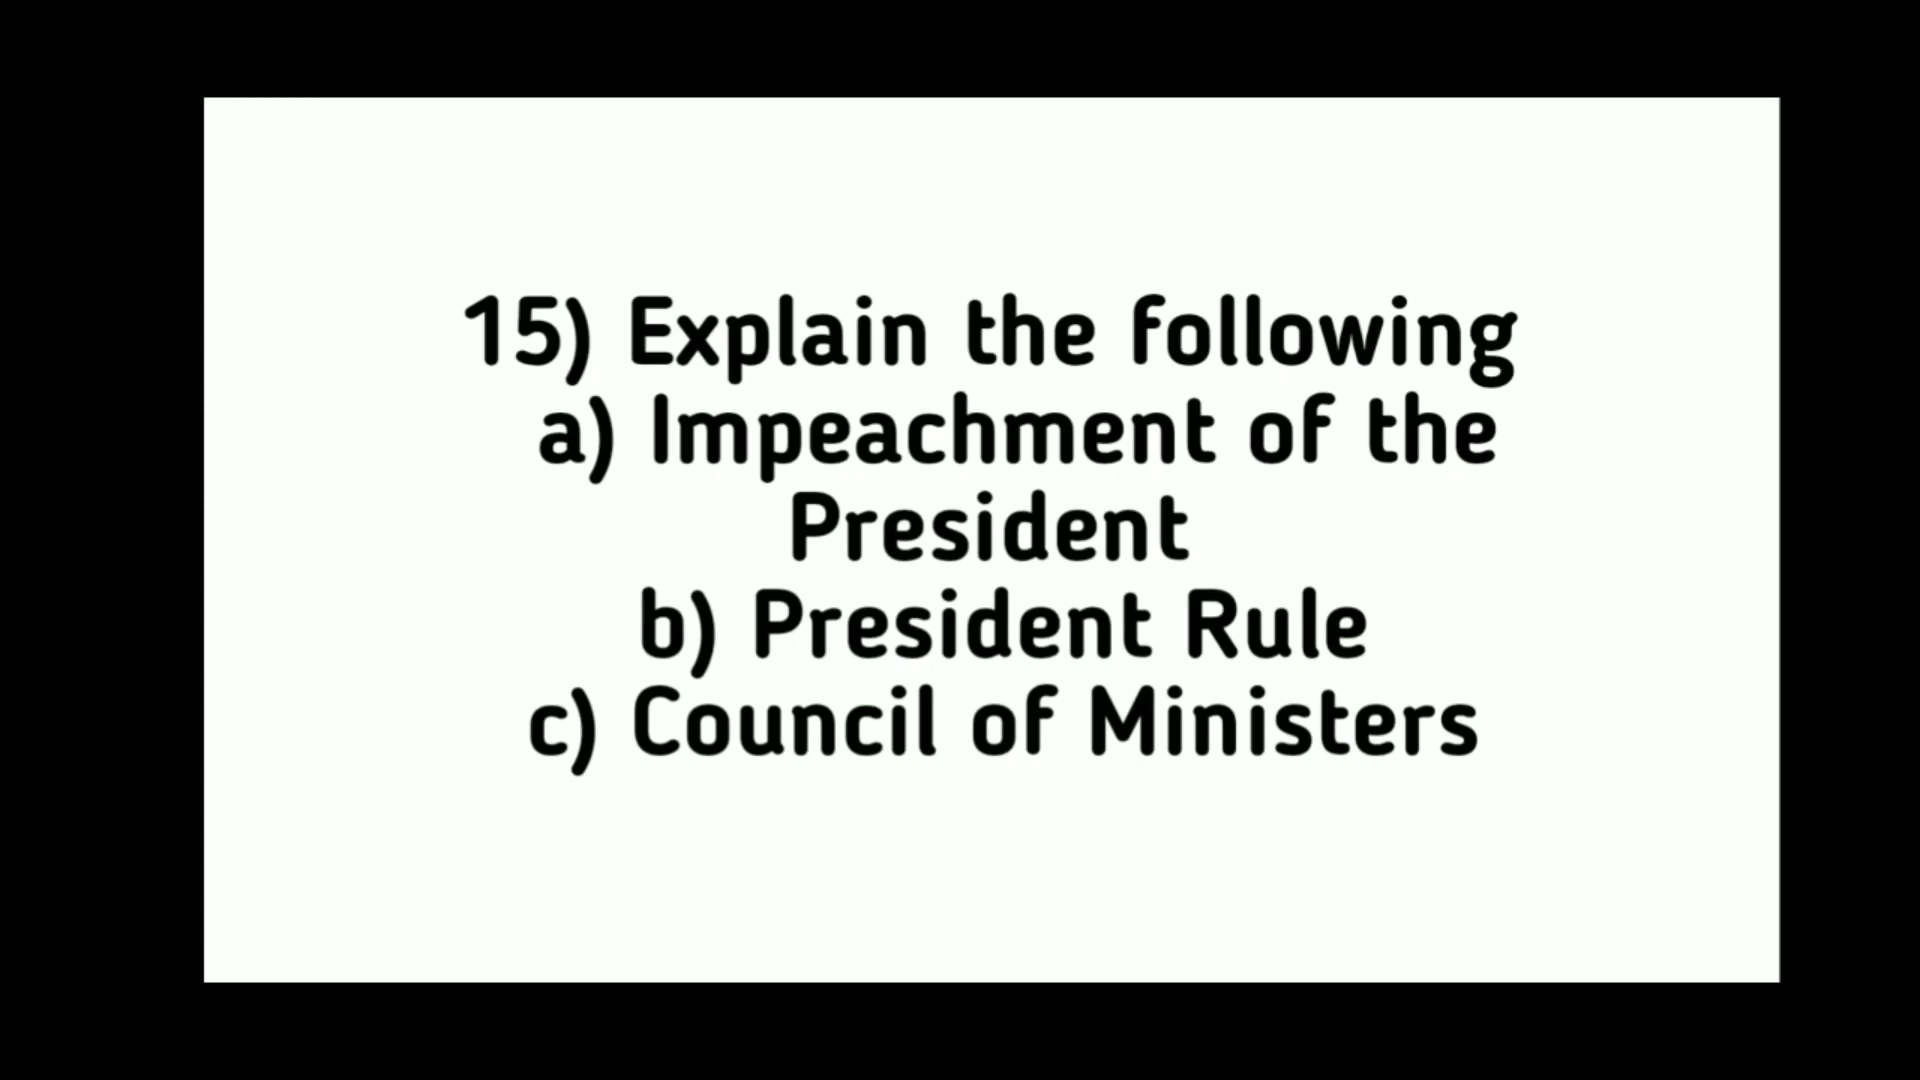 15) Explain the following
a) Impeachment of the
President
b) President Rule
c) Council of Ministers